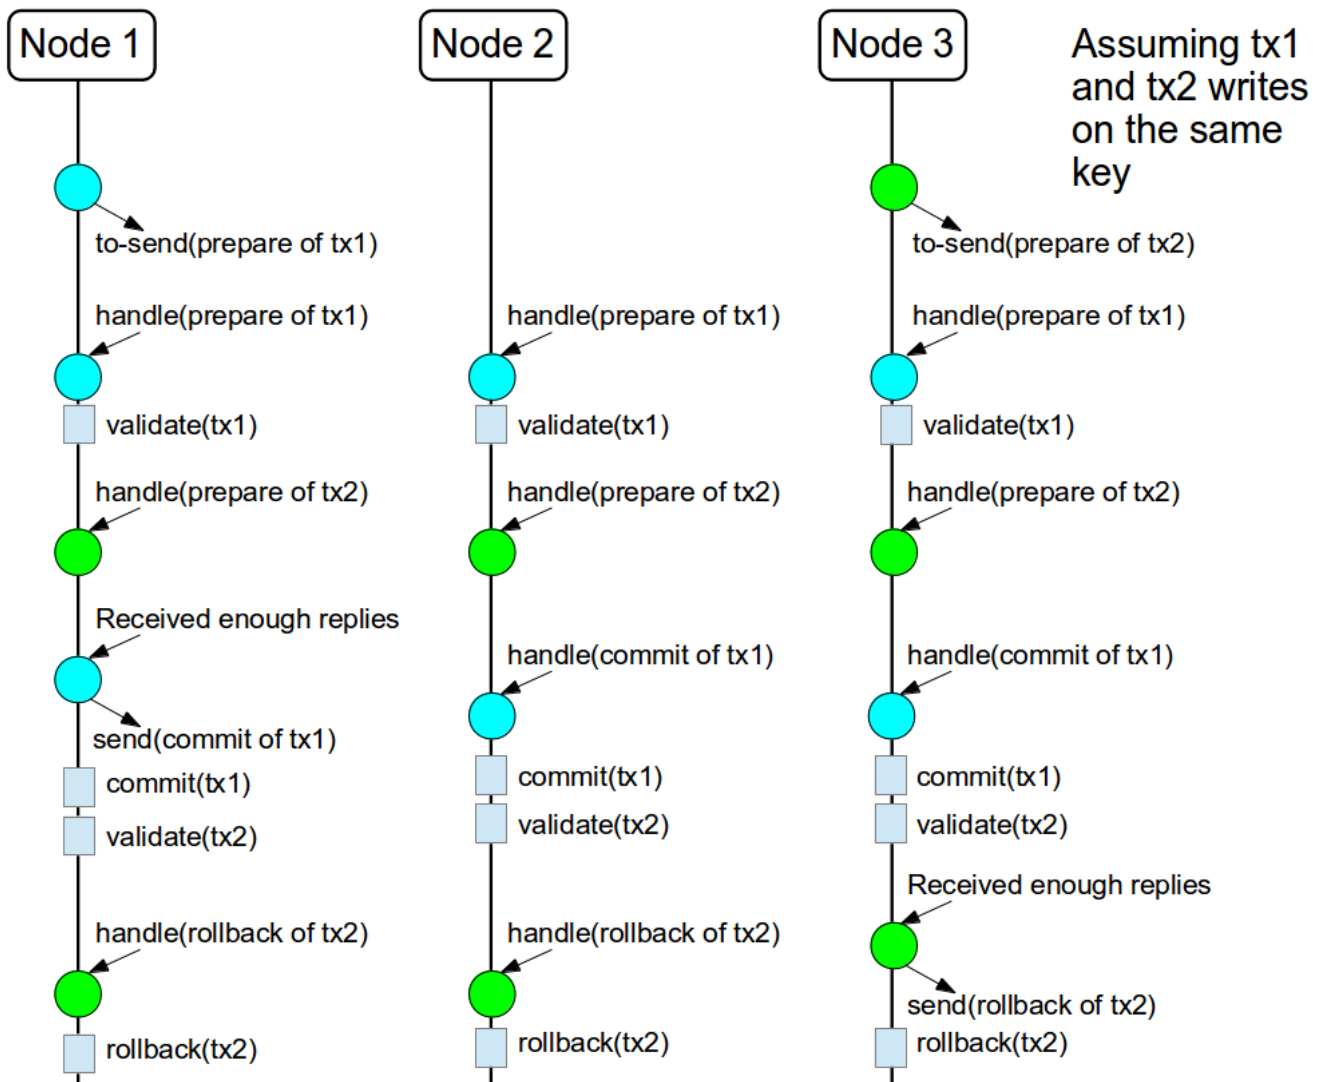 Node 1
Node 2
Node 3
Assuming tx1
and tx2 writes
on the same
key
to-send(prepare of tx1)
to-send(prepare of tx2)
handle(prepare of tx1)
handle(prepare of tx1)
handle(prepare of tx1)
validate(tx1)
validate(tx1)
validate(tx1)
handle(prepare of tx2)
handle(prepare of tx2)
handle(prepare of tx2)
Received enough replies
handle(commit of tx1)
handle(commit of tx1)
send(commit of tx1)
commit(tx1)
commit(tx1)
commit(tx1)
validate(tx2)
validate(tx2)
validate(tx2)
Received enough replies
handle(rollback of tx2)
handle(rollback of tx2)
send(rollback of tx2)
rollback(tx2)
rollback(tx2)
rollback(tx2)